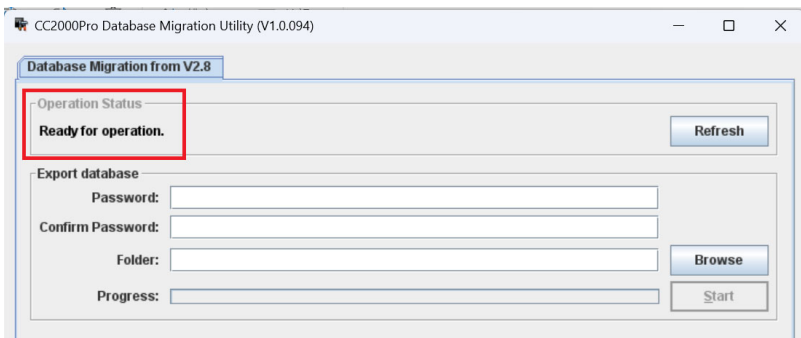 CC2000Pro Database Migration Utility (V1.0.094)
Database Migration from V2.8
Operation Status
Ready for operation.
Refresh
Export database
Password:
Confirm Password:
Folder:
Browse
Progress:
Start